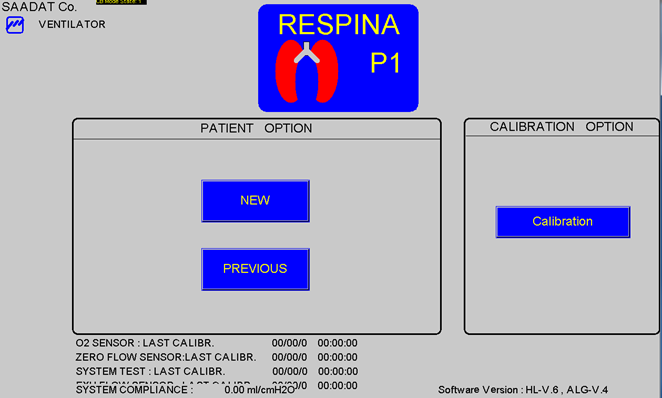 SAADAT Co.
VENTILATOR
RESPINA
P1
PATIENT OPTION
NEW
PREVIOUS
CALIBRATION OPTION
Calibration
O2 SENSOR : LAST CALIBR. 00/00/0 00:00:00
ZERO FLOW SENSOR:LAST CALIBR. 00/00/0 00:00:00
SYSTEM TEST : LAST CALIBR. 00/00/0 00:00:00
EXH FLOW SENSOR : LAST CALIBR. 00/00/0 00:00:00
SYSTEM COMPLIANCE : 0.00 ml/cmH2O
Software Version : HL-V.6 , ALG-V.4